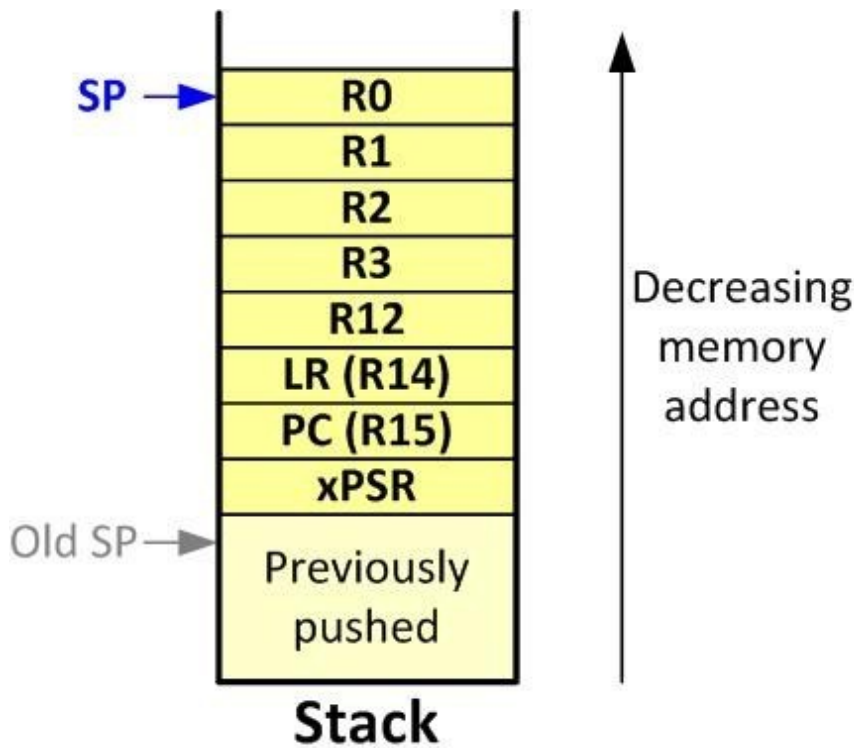 SP
R0
R1
R2
R3
R12
LR (R14)
PC (R15)
xPSR
Old SP
Previously
pushed
Stack
Decreasing
memory
address